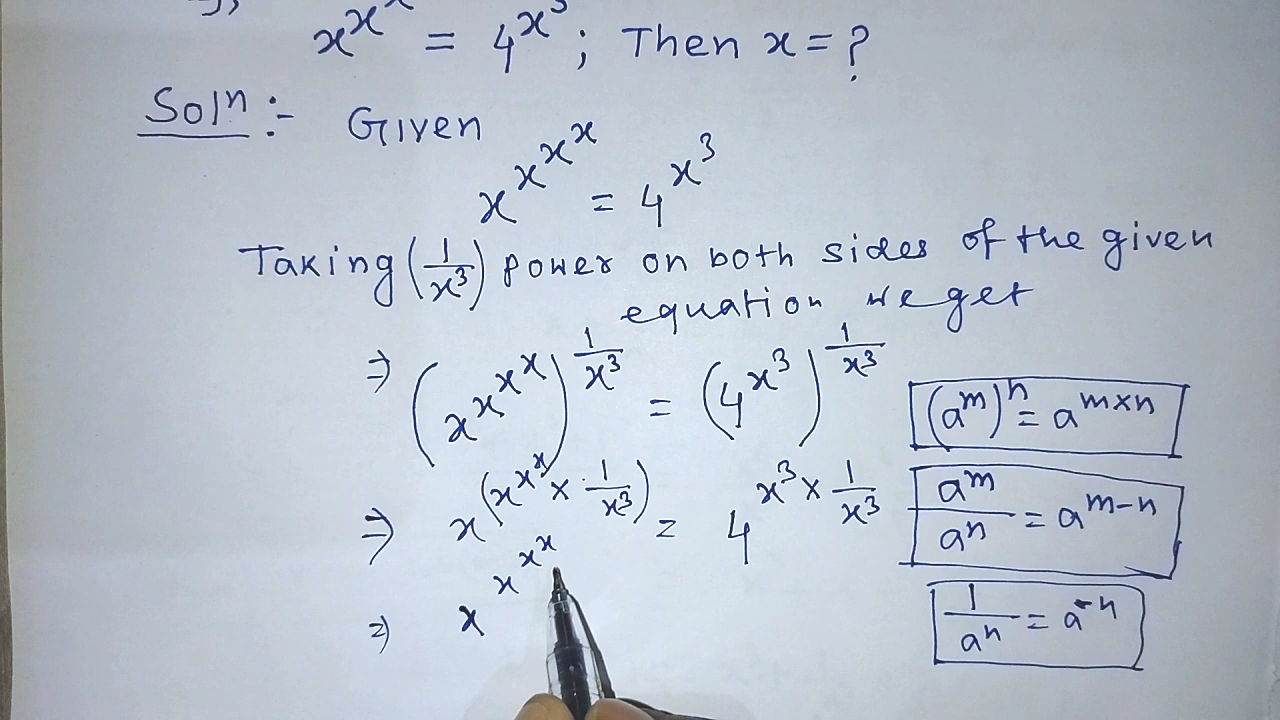 x^x^x = 4^x^3 ; Then x = ?
Solⁿ :- Given
x^x^x^x = 4^x^3
Taking (1/x^3) power on both sides of the given
equation we get
⇒ (x^x^x^x)^(1/x^3) = (4^x^3)^(1/x^3)
(a^m)^n = a^(m×n)
⇒ x^(x^x^x × 1/x^3) = 4^(x^3 × 1/x^3)
a^m/a^n = a^(m-n)
⇒ x^x^x^x
1/a^n = a^-n